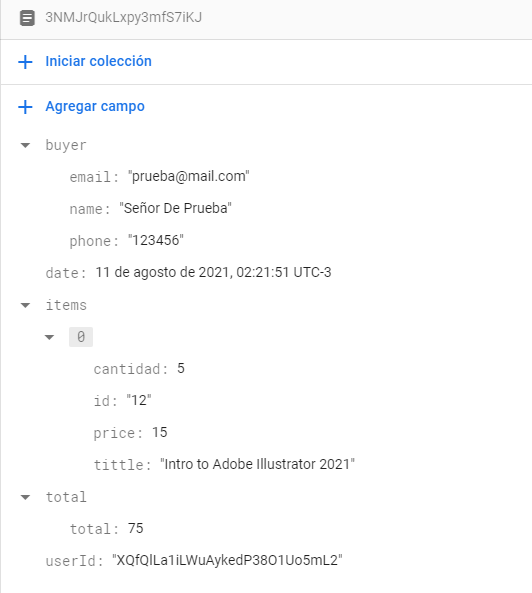 3NMJrQukLxpy3mfS7iKJ
Iniciar colección
Agregar campo
buyer
email: "prueba@mail.com"
name: "Señor De Prueba"
phone: "123456"
date: 11 de agosto de 2021, 02:21:51 UTC-3
items
0
cantidad: 5
id: "12"
price: 15
tittle: "Intro to Adobe Illustrator 2021"
total
total: 75
userId: "XQfQlLa1iLWuAykedP38O1Uo5mL2"